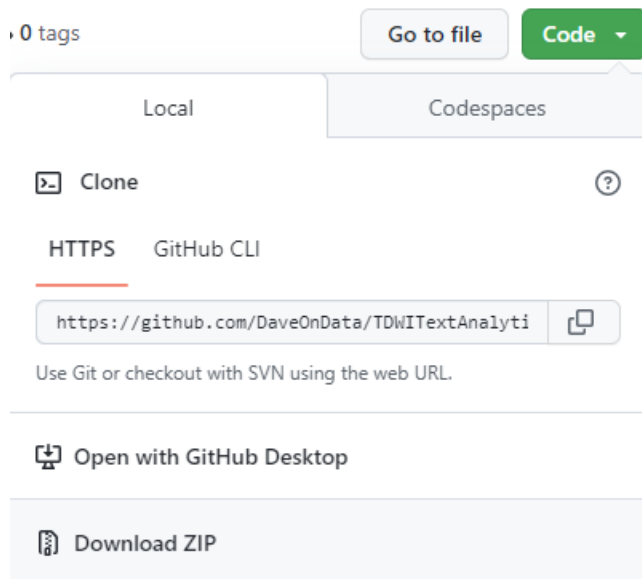 0 tags
Go to file
Code
Local
Codespaces
Clone
HTTPS
GitHub CLI
https://github.com/DaveOnData/TDWITextAnalyti
Use Git or checkout with SVN using the web URL.
Open with GitHub Desktop
Download ZIP